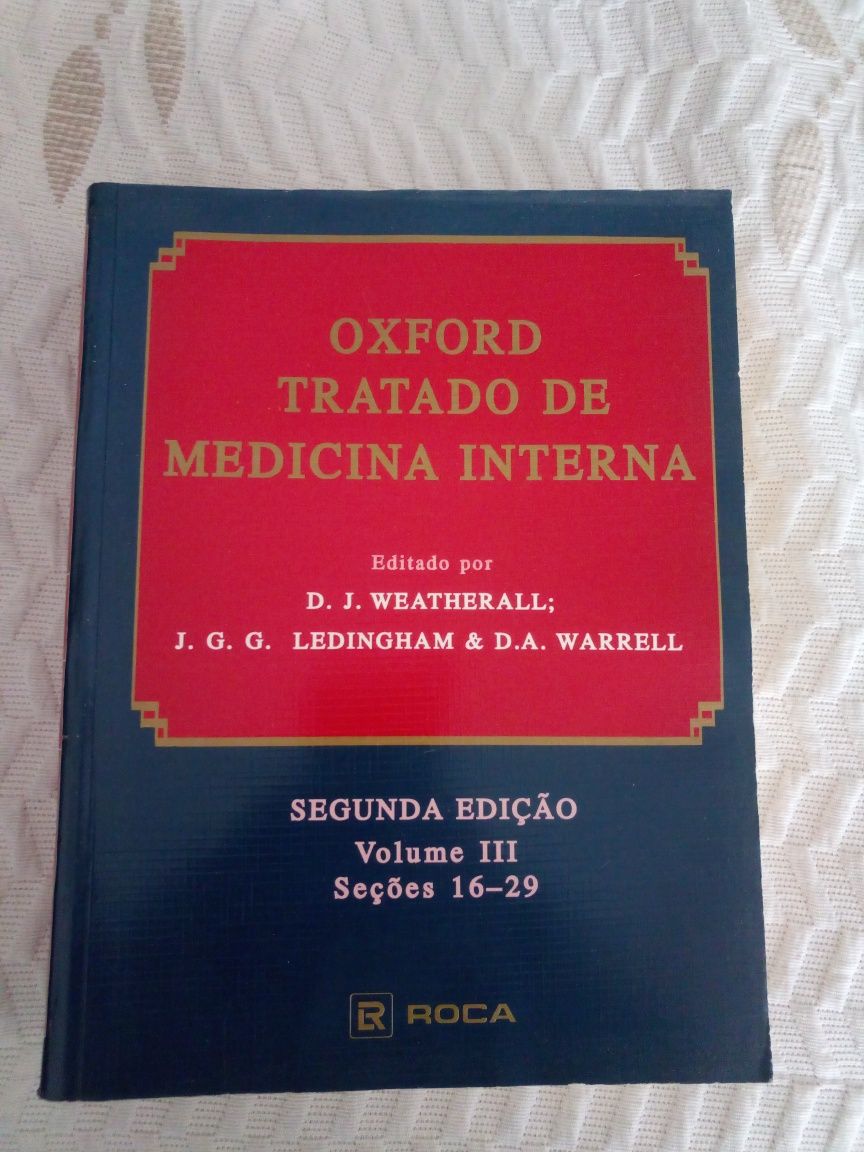 OXFORD
TRATADO DE
MEDICINA INTERNA
Editado por
D. J. WEATHERALL;
J. G. G. LEDINGHAM & D.A. WARRELL
SEGUNDA EDIÇÃO
Volume III
Seções 16–29
ROCA